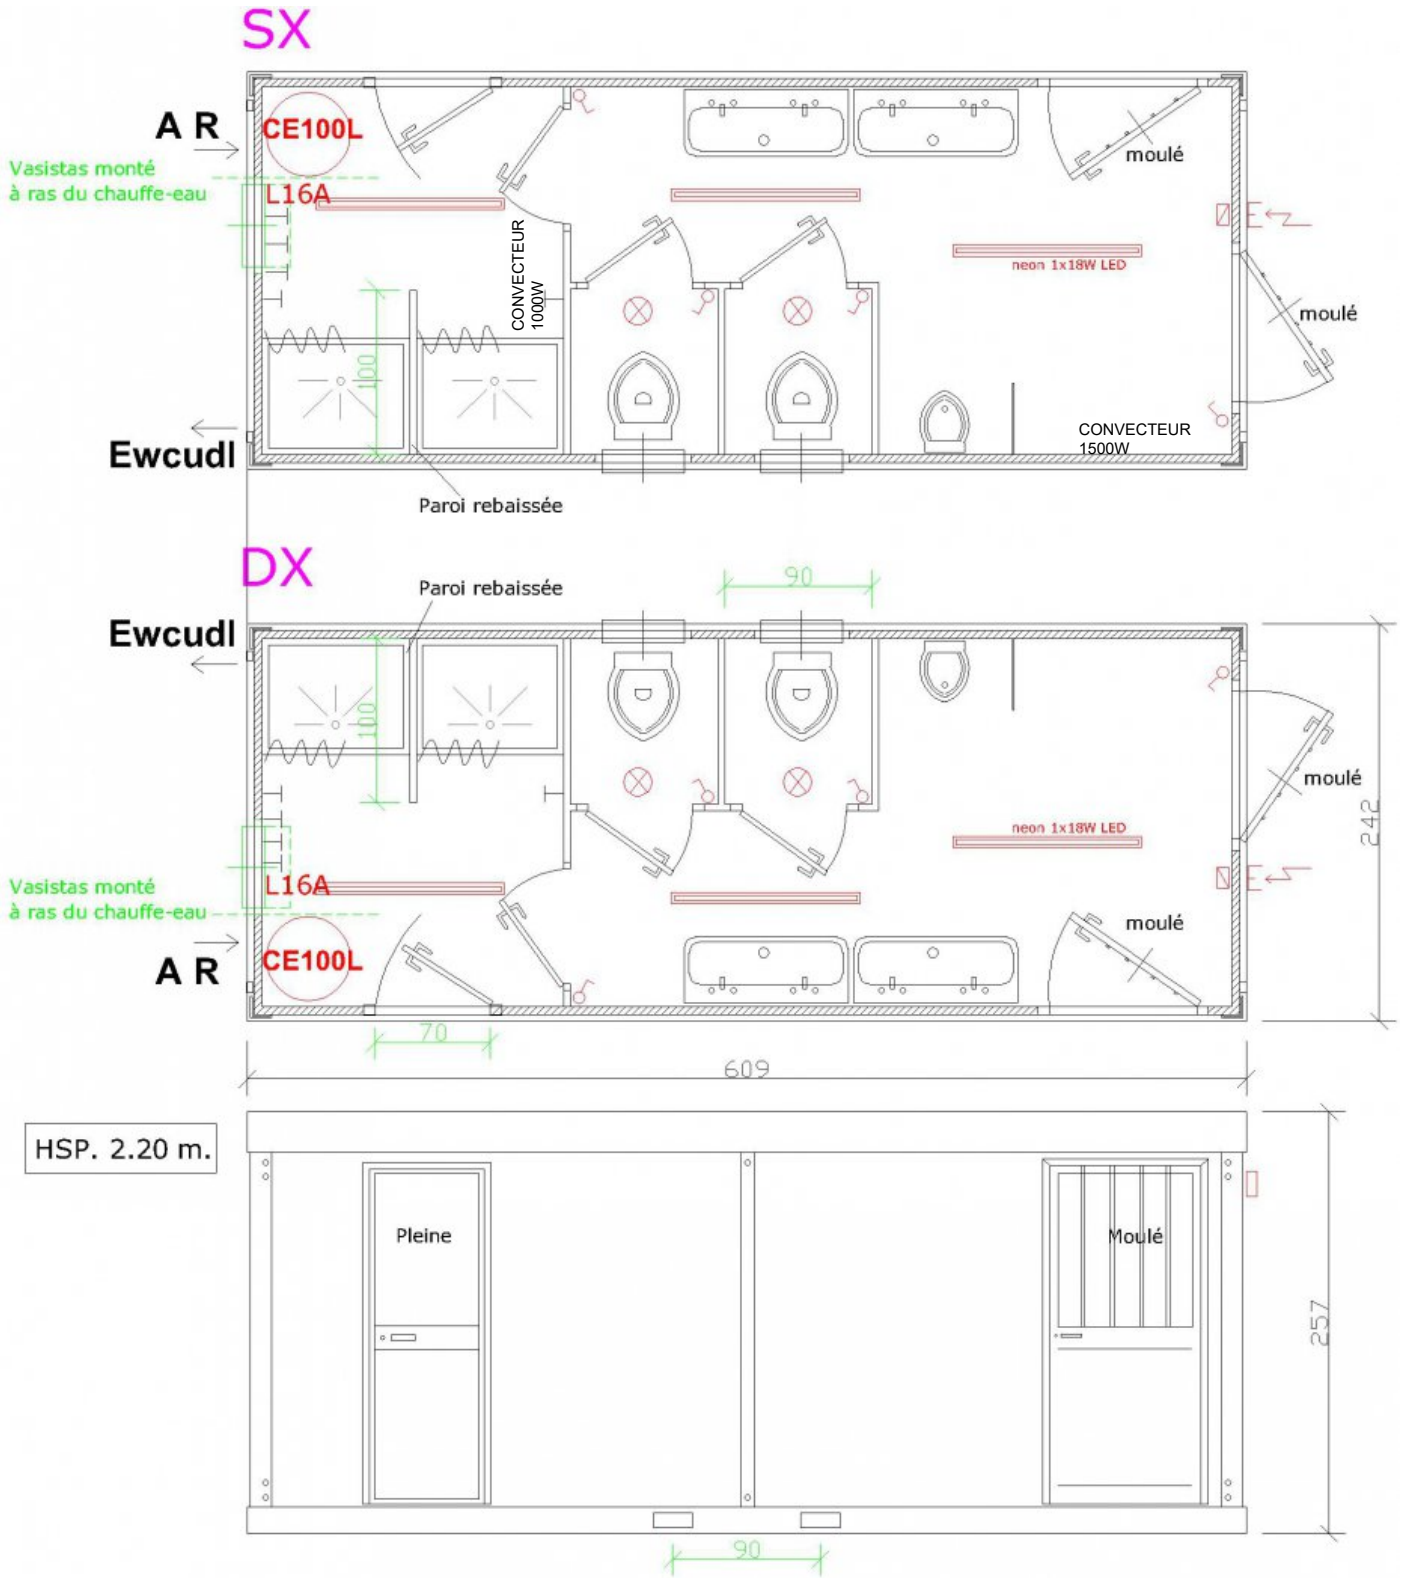 SX
A R
CE100L
moulé
Vasistas monté
à ras du chauffe-eau
L16A
CONVECTEUR
1000W
E
neon 1x18W LED
moulé
100
CONVECTEUR
1500W
Ewcudl
Paroi rebaissée
DX
90
Paroi rebaissée
Ewcudl
100
moulé
242
neon 1x18W LED
Vasistas monté
à ras du chauffe-eau
L16A
E
moulé
A R
CE100L
70
609
HSP. 2.20 m.
Pleine
Moulé
257
90